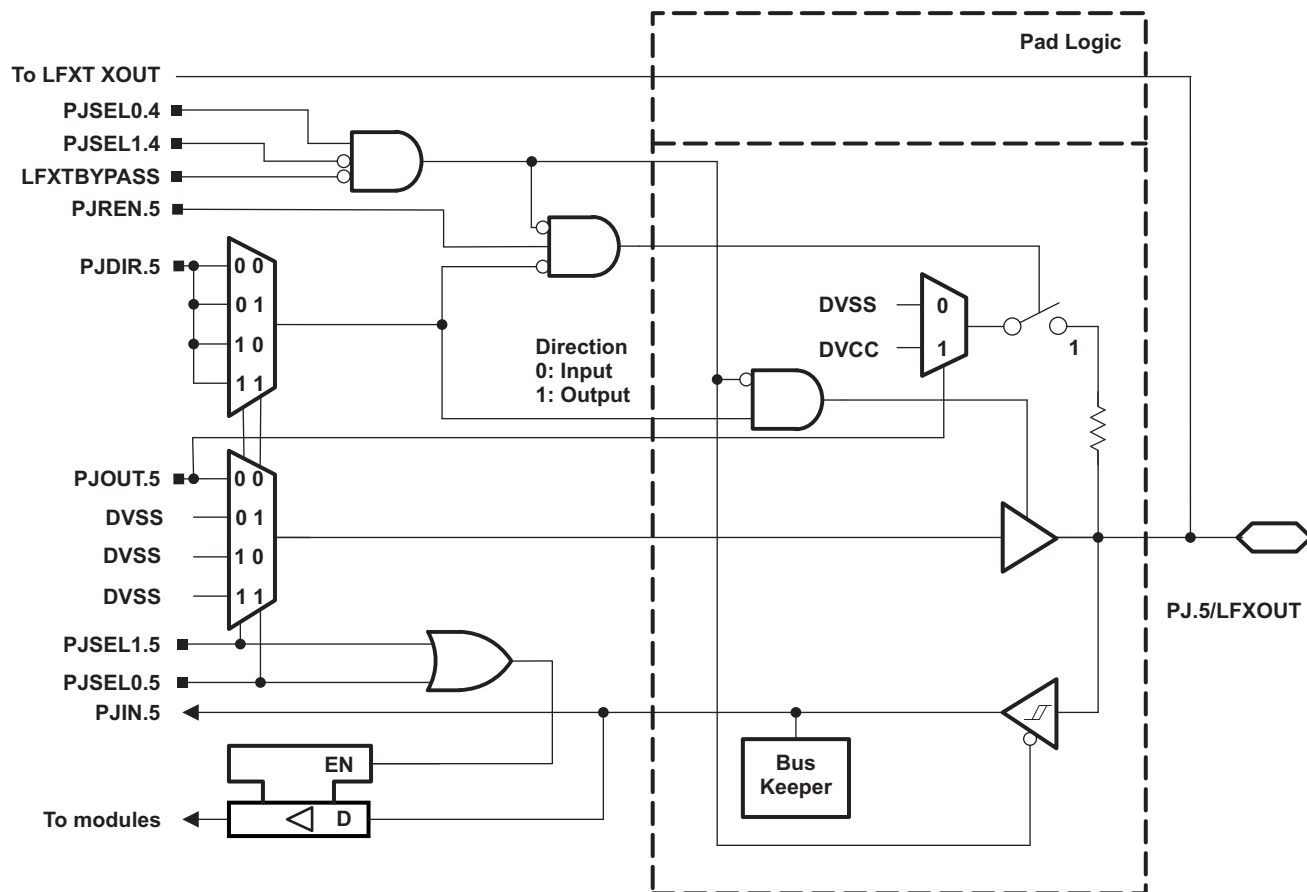 Pad Logic
To LFXT XOUT
PJSEL0.4
PJSEL1.4
LFXTBYPASS
PJREN.5
PJDIR.5
0 0
0 1
1 0
1 1
Direction
0: Input
1: Output
DVSS
0
DVCC
1
1
PJOUT.5
0 0
DVSS
0 1
DVSS
1 0
DVSS
1 1
PJ.5/LFXOUT
PJSEL1.5
PJSEL0.5
PJIN.5
EN
Bus
Keeper
To modules
D